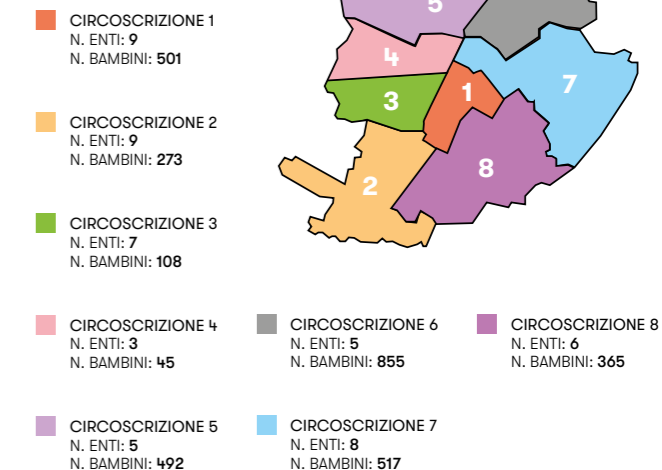 CIRCOSCRIZIONE 1
N. ENTI: 9
N. BAMBINI: 501
CIRCOSCRIZIONE 2
N. ENTI: 9
N. BAMBINI: 273
CIRCOSCRIZIONE 3
N. ENTI: 7
N. BAMBINI: 108
CIRCOSCRIZIONE 4
N. ENTI: 3
N. BAMBINI: 45
CIRCOSCRIZIONE 5
N. ENTI: 5
N. BAMBINI: 492
CIRCOSCRIZIONE 6
N. ENTI: 5
N. BAMBINI: 855
CIRCOSCRIZIONE 7
N. ENTI: 8
N. BAMBINI: 517
CIRCOSCRIZIONE 8
N. ENTI: 6
N. BAMBINI: 365
5
4
7
1
3
8
2